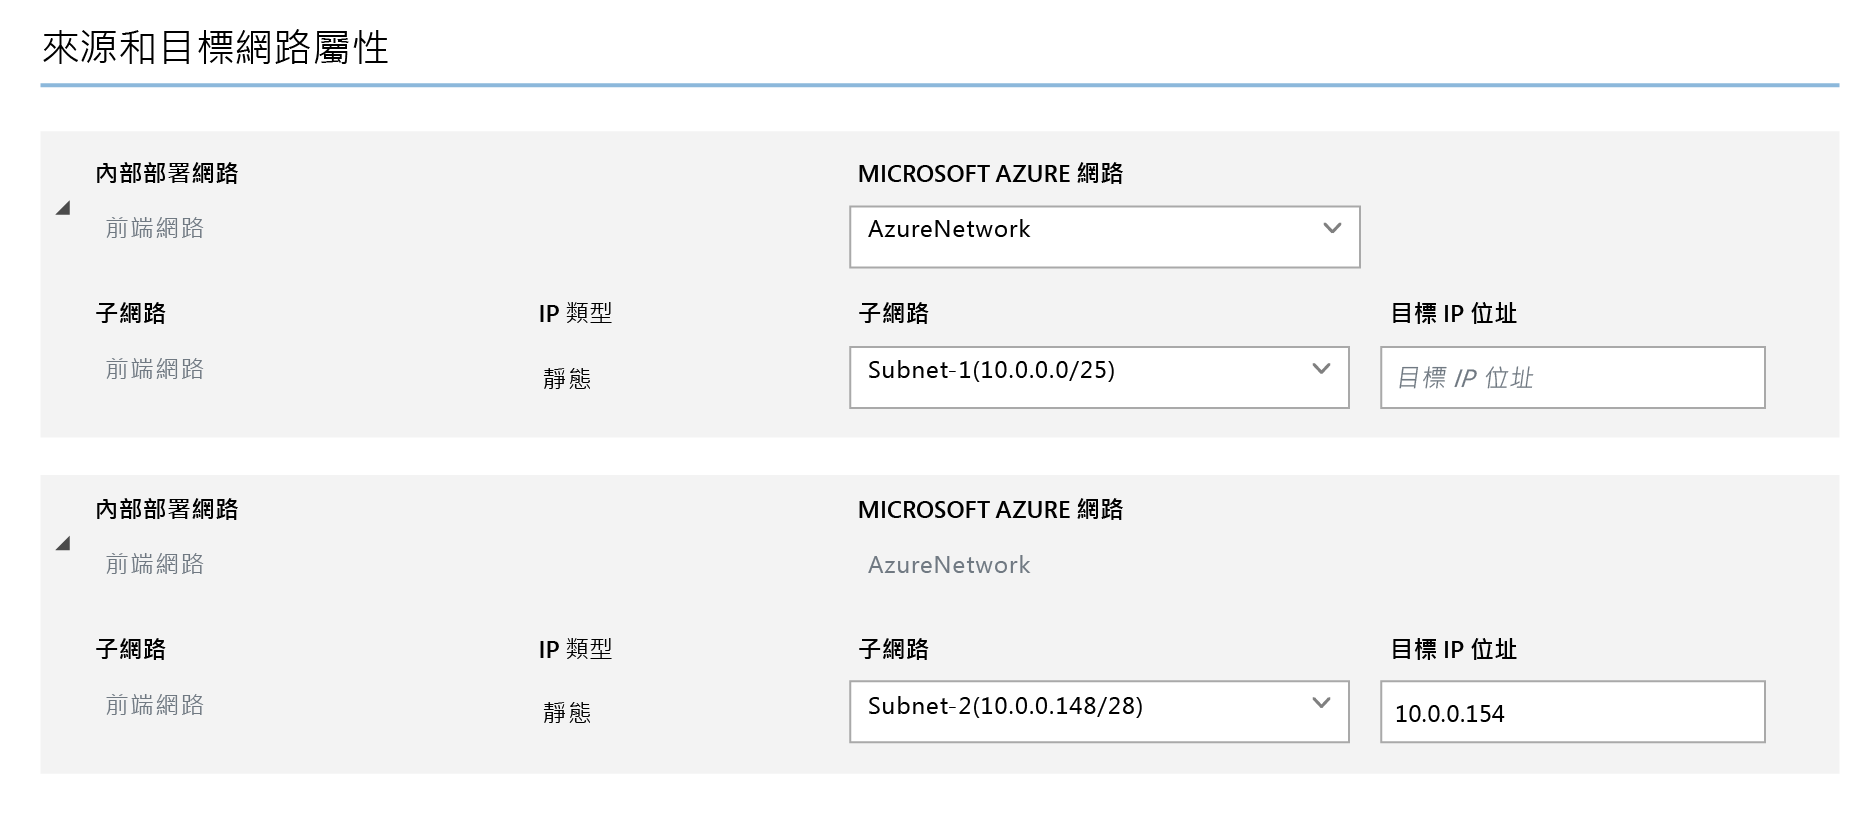 來源和目標網路屬性
內部部署網路 MICROSOFT AZURE 網路
前端網路 AzureNetwork
子網路 IP 類型 子網路 目標 IP 位址
前端網路 靜態 Subnet-1(10.0.0.0/25) 目標 IP 位址
內部部署網路 MICROSOFT AZURE 網路
前端網路 AzureNetwork
子網路 IP 類型 子網路 目標 IP 位址
前端網路 靜態 Subnet-2(10.0.0.148/28) 10.0.0.154